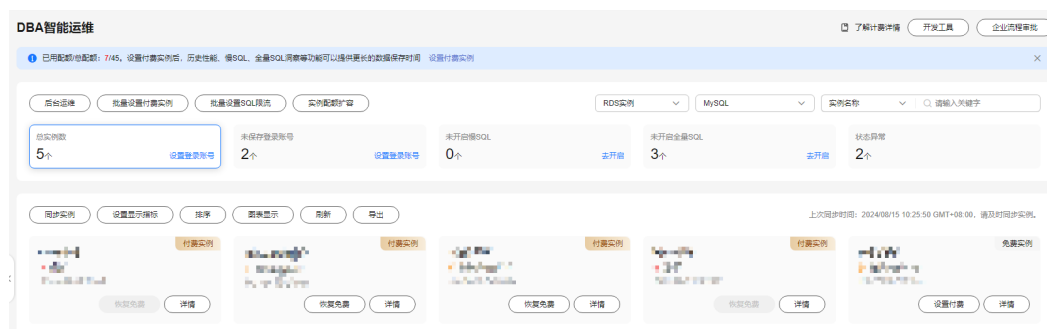 DBA智能运维
了解计费详情 开发工具 企业流程审批
已用配额/总配额：7/45。设置付费实例后，历史性能、慢SQL、全量SQL洞察等功能可以提供更长的数据保存时间 设置付费实例
后台运维 批量设置付费实例 批量设置SQL限流 实例配额扩容 RDS实例 MySQL 实例名称 请输入关键字
总实例数 未保存登录账号 未开启慢SQL 未开启全量SQL 状态异常
5个 设置登录账号 2个 设置登录账号 0个 去开启 3个 去开启 2个
同步实例 设置显示指标 排序 图表显示 刷新 导出 上次同步时间：2024/08/15 10:25:50 GMT+08:00，请及时同步实例。
付费实例 付费实例 付费实例 付费实例 免费实例
恢复免费 详情 恢复免费 详情 恢复免费 详情 恢复免费 详情 设置付费 详情